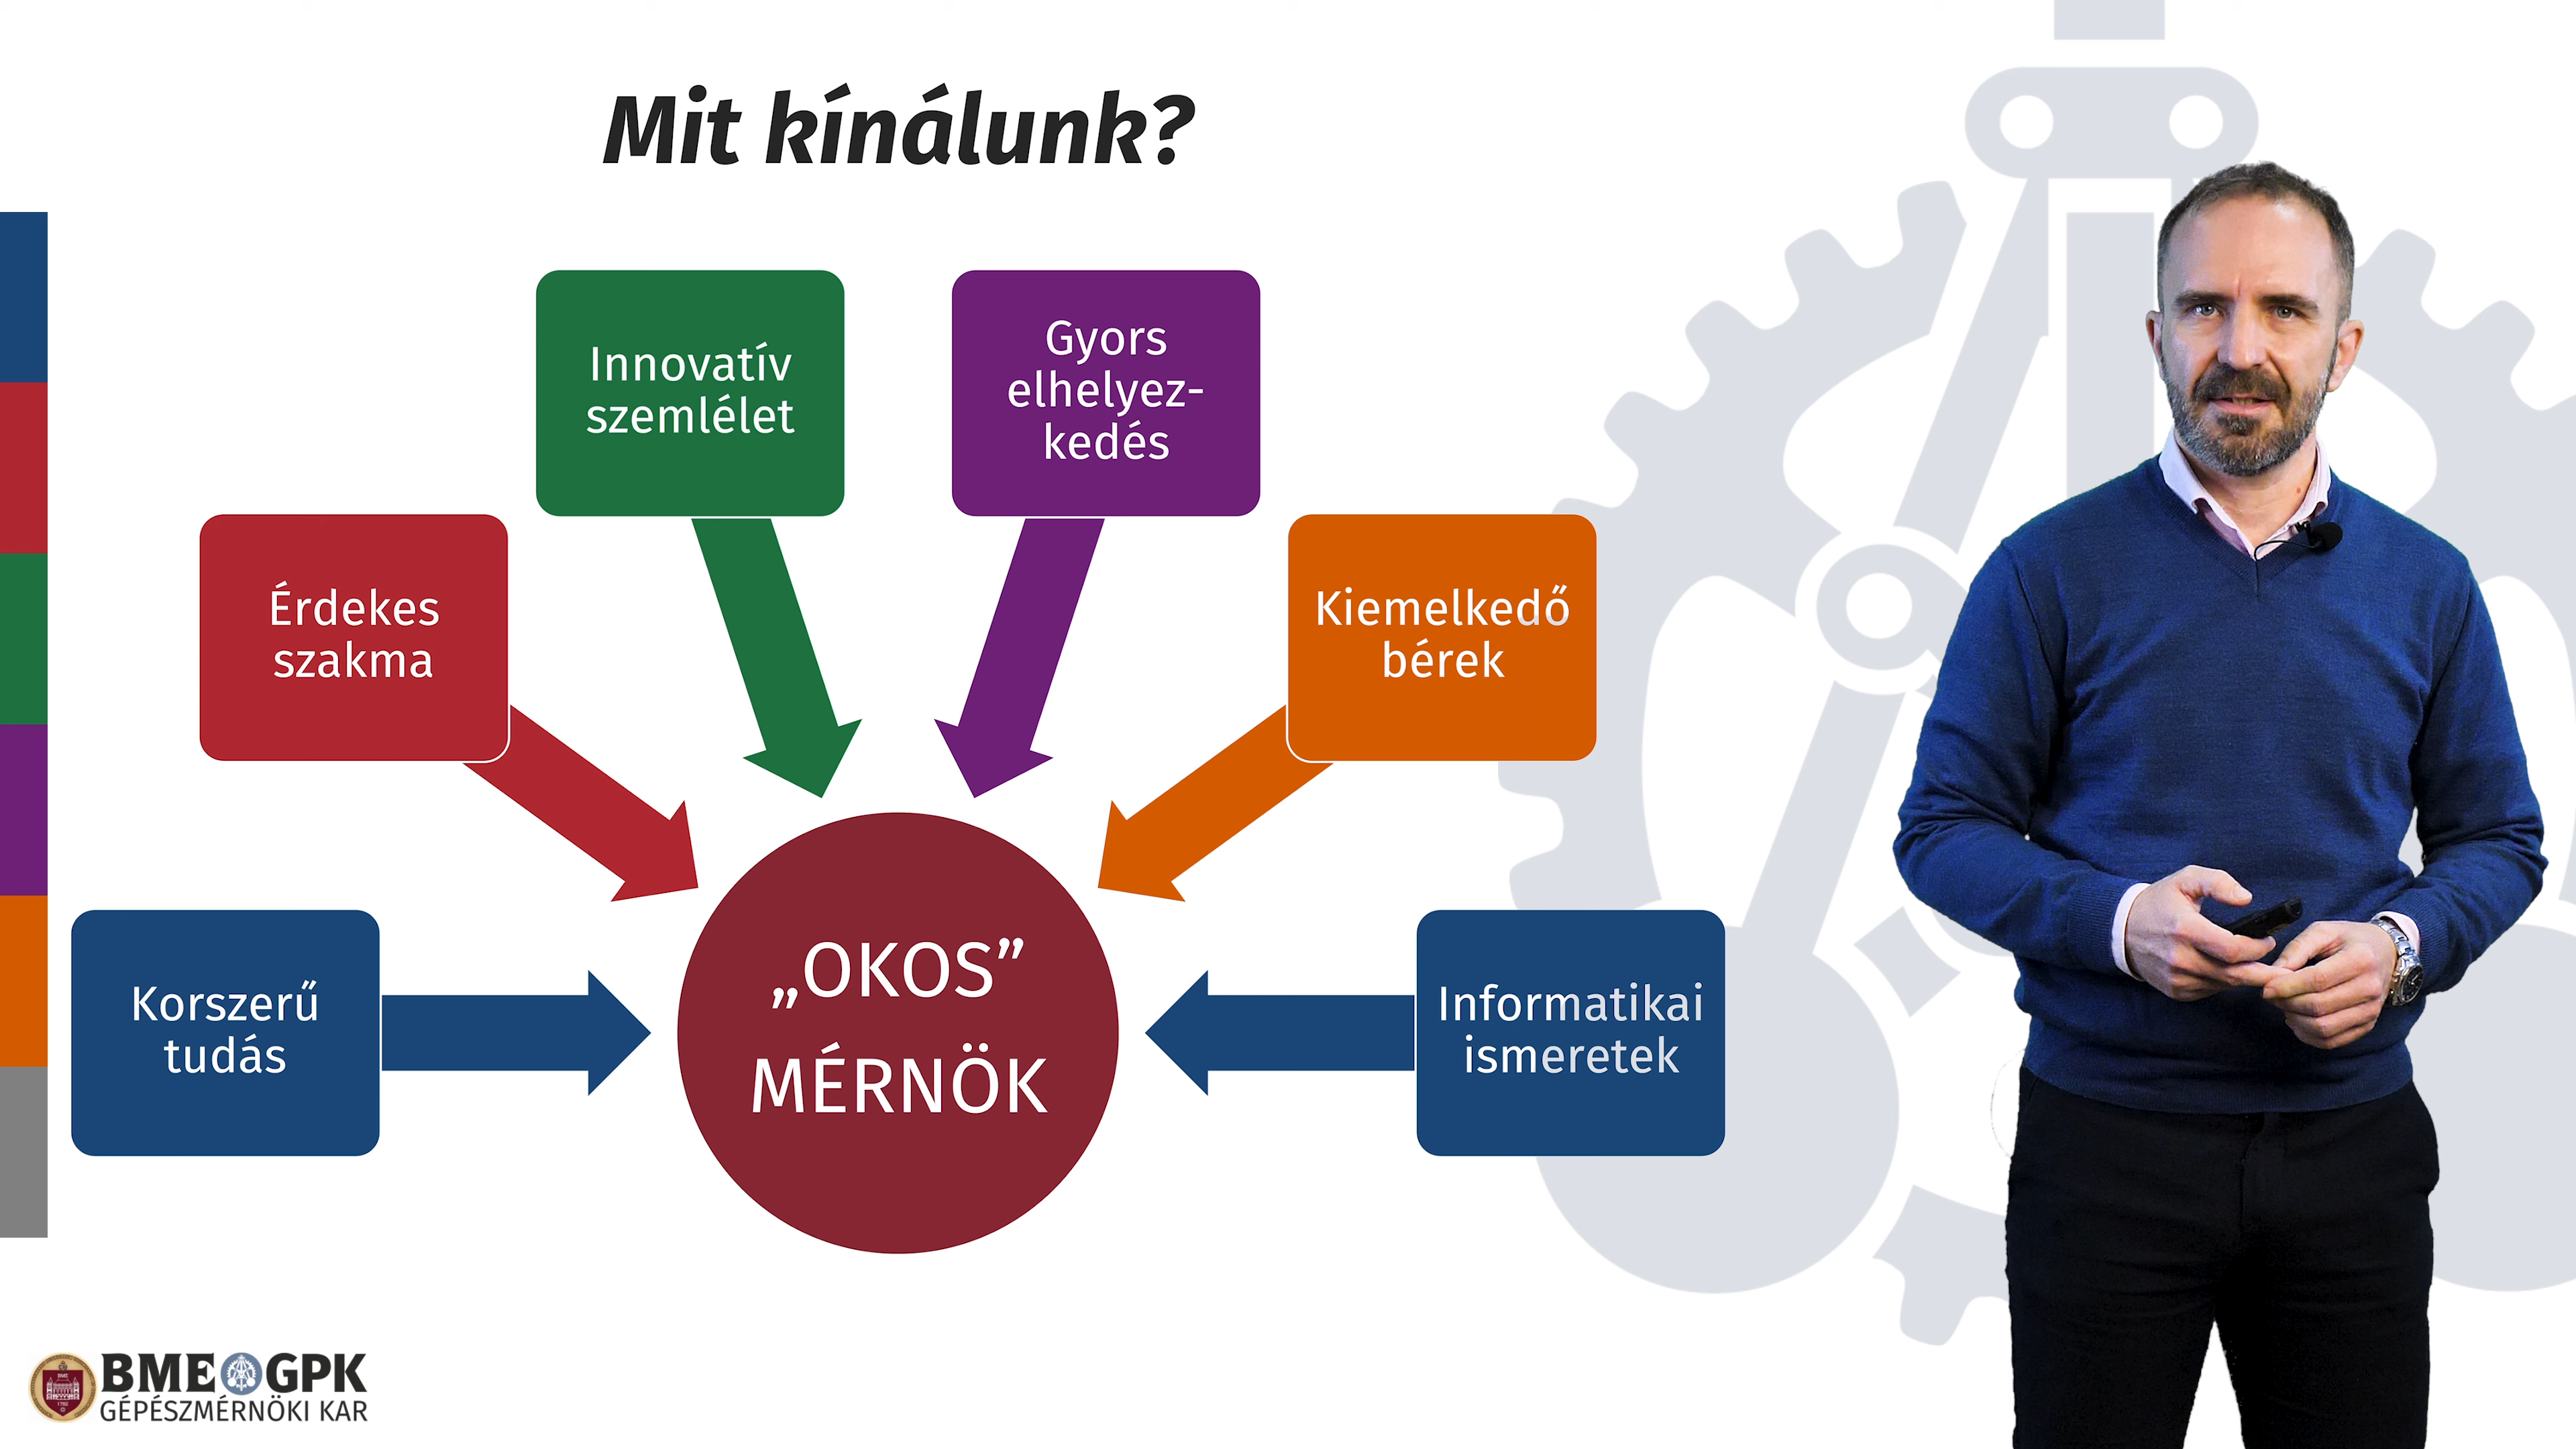 Mit kínálunk?
Innovatív
szemlélet
Gyors
elhelyez-
kedés
Érdekes
szakma
Kiemelkedő
bérek
Korszerű
tudás
„OKOS”
MÉRNÖK
Informatikai
ismeretek
BME GPK
GÉPÉSZMÉRNÖKI KAR